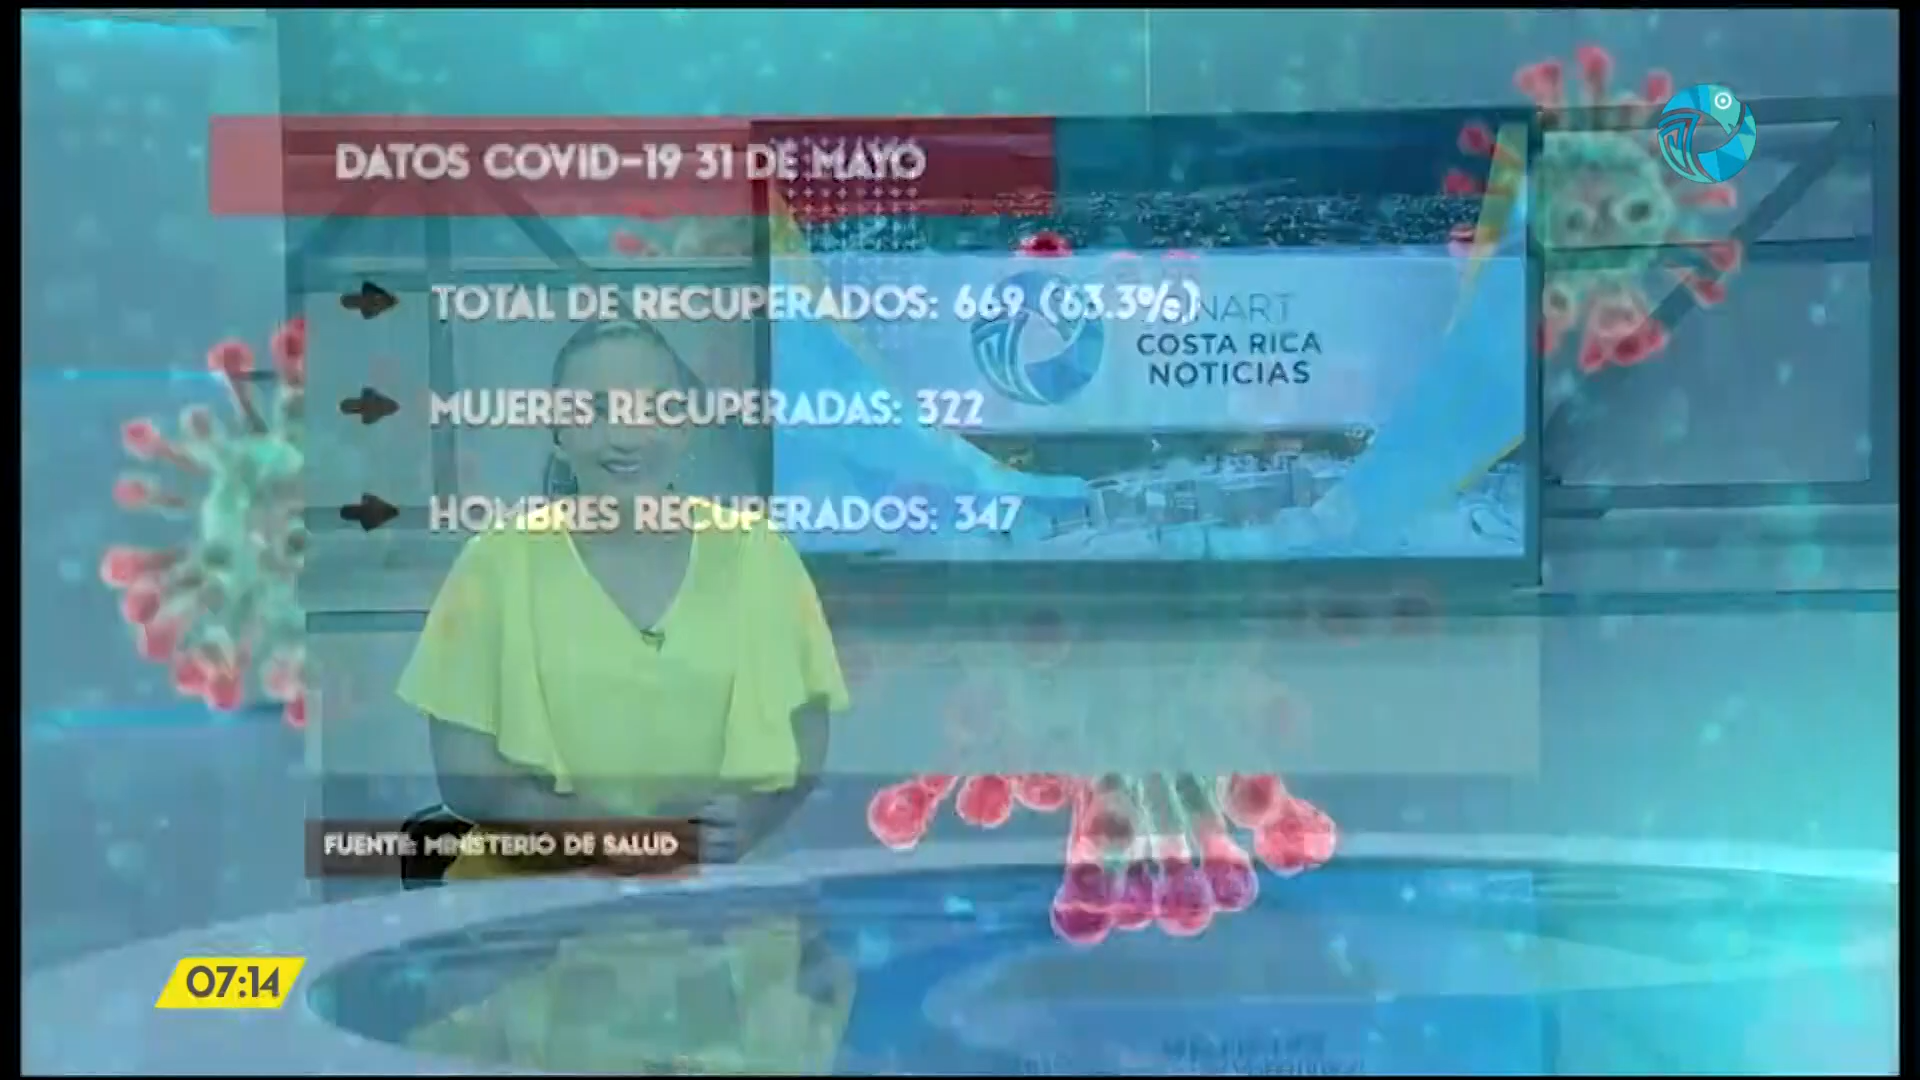 DATOS COVID-19 31 DE MAYO
TOTAL DE RECUPERADOS: 669 (63.3%)
COSTA RICA
NOTICIAS
MUJERES RECUPERADAS: 322
HOMBRES RECUPERADOS: 347
FUENTE: MINISTERIO DE SALUD
07:14